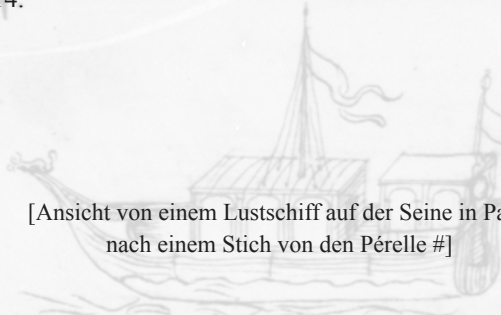 4.
[Ansicht von einem Lustschiff auf der Seine in Pa
nach einem Stich von den Pérelle #]